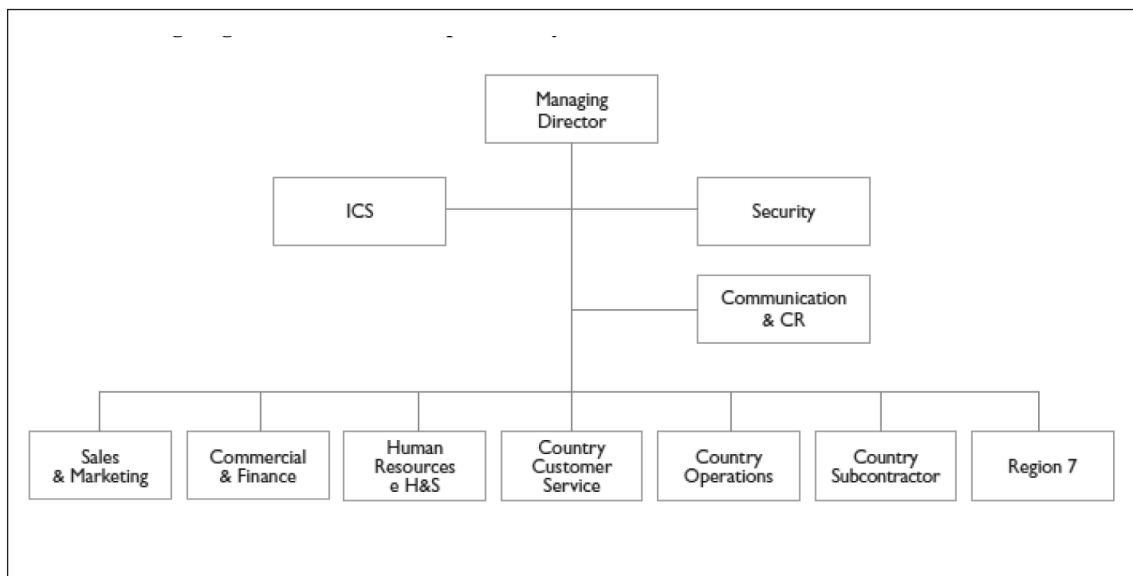 Managing
Director
ICS
Security
Communication
& CR
Sales
& Marketing
Commercial
& Finance
Human
Resources
e H&S
Country
Customer
Service
Country
Operations
Country
Subcontractor
Region 7